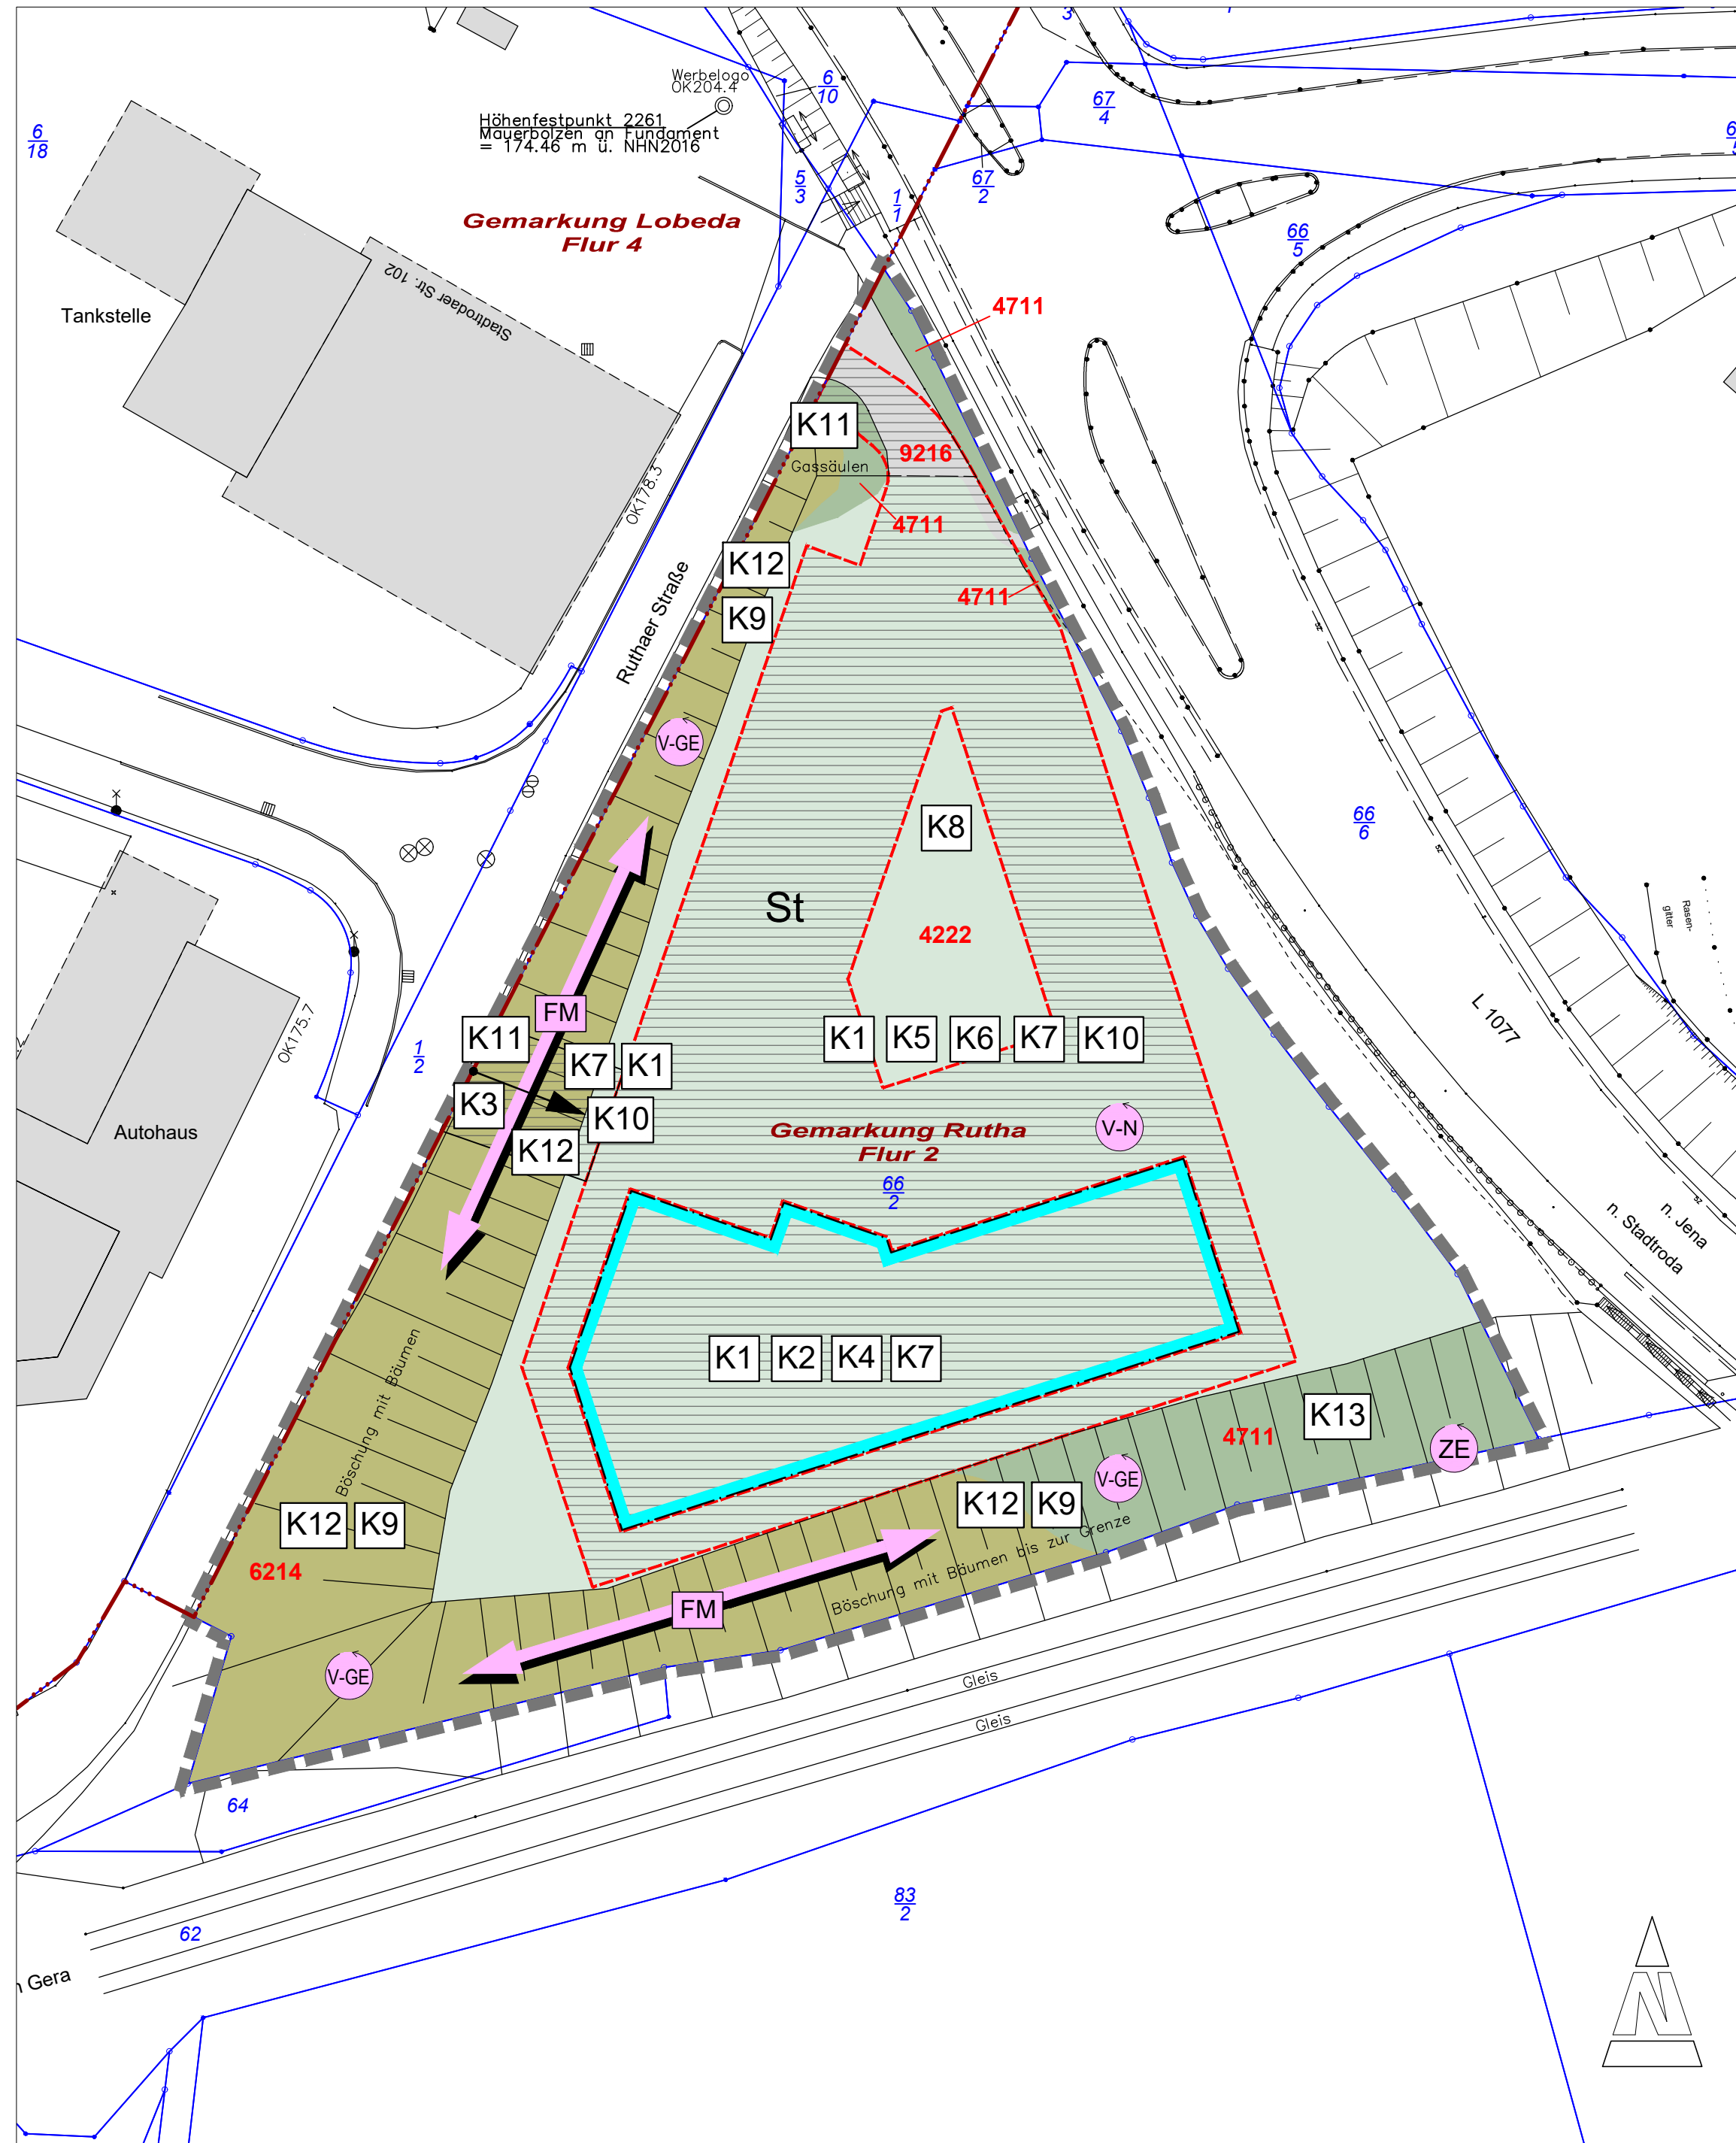 Werbelogo
OK204.4
6
10
67
4
3
6
18
Höhenfestpunkt 2261
Mauerbolzen an Fundament
= 174.46 m ü. NHN2016
5
3
1
1
67
2
Gemarkung Lobeda
Flur 4
66
5
Tankstelle
Stadtrodaer Str. 102
4711
K11
9216
Gassäulen
OK178.3
4711
K12
4711
K9
Ruthaer Straße
V-GE
K8
66
6
St
Rasen-
gitter
4222
FM
L 1077
K11
K7
K1
K1
K5
K6
K7
K10
1
2
OK175.7
K3
K10
Autohaus
K12
V-N
Gemarkung Rutha
Flur 2
66
2
n. Jena
n. Stadtroda
K1
K2
K4
K7
Böschung mit Bäumen
K13
4711
ZE
V-GE
K12
K9
K12
K9
6214
Böschung mit Bäumen bis zur Grenze
FM
V-GE
Gleis
Gleis
64
83
2
62
Gera
N